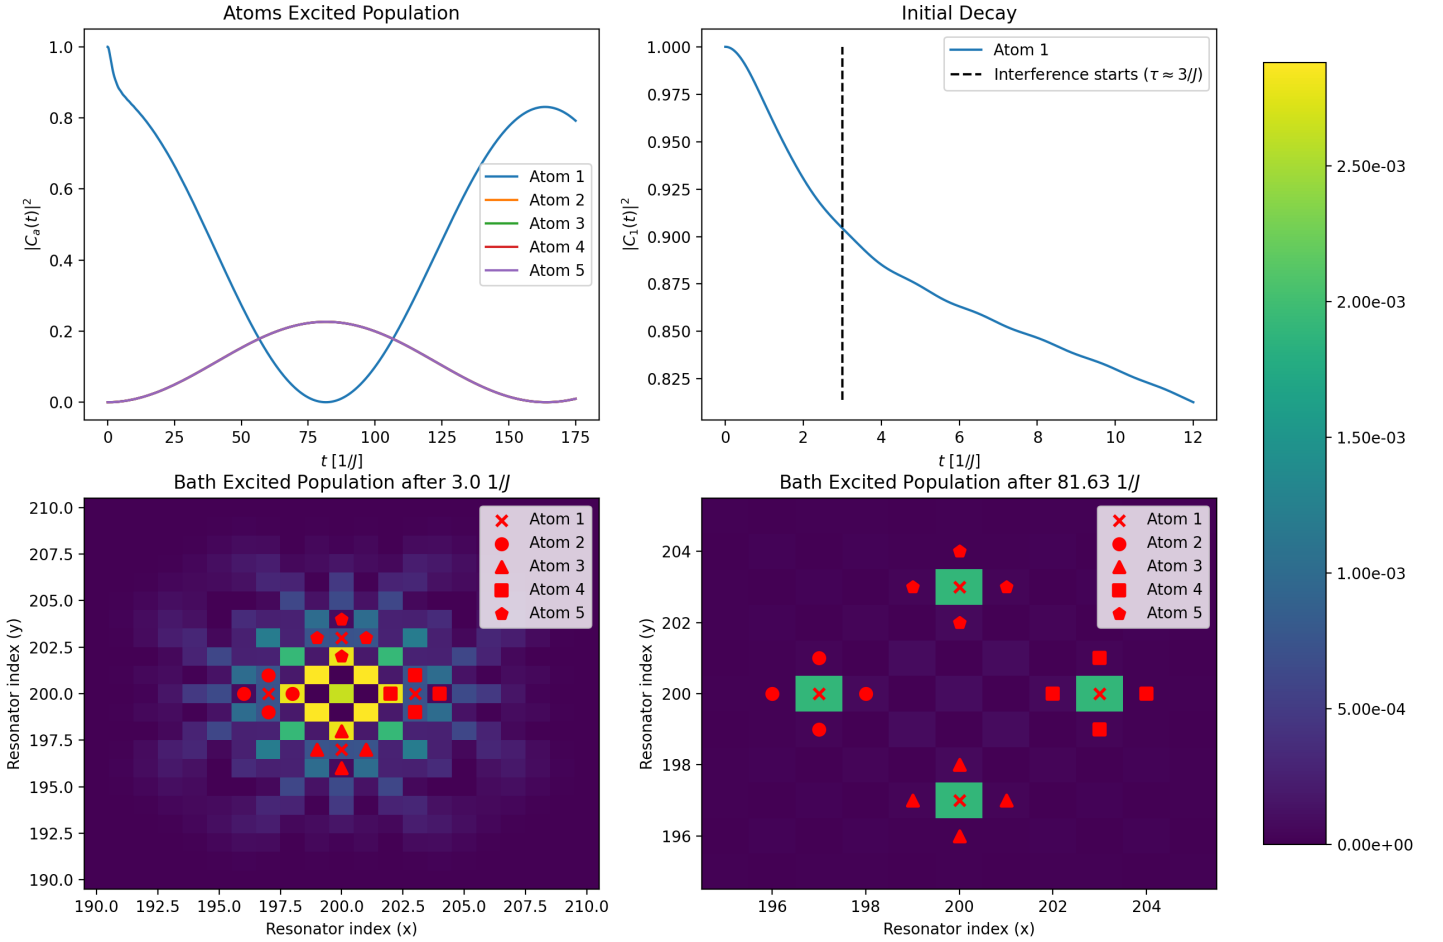 Atoms Excited Population
|C_a(t)|^2
1.0
0.8
0.6
0.4
0.2
0.0
Atom 1
Atom 2
Atom 3
Atom 4
Atom 5
0 25 50 75 100 125 150 175
t [1/J]
Initial Decay
|C_1(t)|^2
1.000
0.975
0.950
0.925
0.900
0.875
0.850
0.825
Atom 1
Interference starts (τ ≈ 3/J)
0 2 4 6 8 10 12
t [1/J]
Bath Excited Population after 3.0 1/J
Resonator index (y)
210.0
207.5
205.0
202.5
200.0
197.5
195.0
192.5
190.0
Atom 1
Atom 2
Atom 3
Atom 4
Atom 5
190.0 192.5 195.0 197.5 200.0 202.5 205.0 207.5 210.0
Resonator index (x)
Bath Excited Population after 81.63 1/J
Resonator index (y)
204
202
200
198
196
Atom 1
Atom 2
Atom 3
Atom 4
Atom 5
196 198 200 202 204
Resonator index (x)
2.50e-03
2.00e-03
1.50e-03
1.00e-03
5.00e-04
0.00e+00